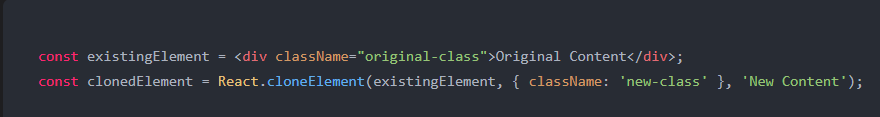 const existingElement = <div className="original-class">Original Content</div>;
const clonedElement = React.cloneElement(existingElement, { className: 'new-class' }, 'New Content');